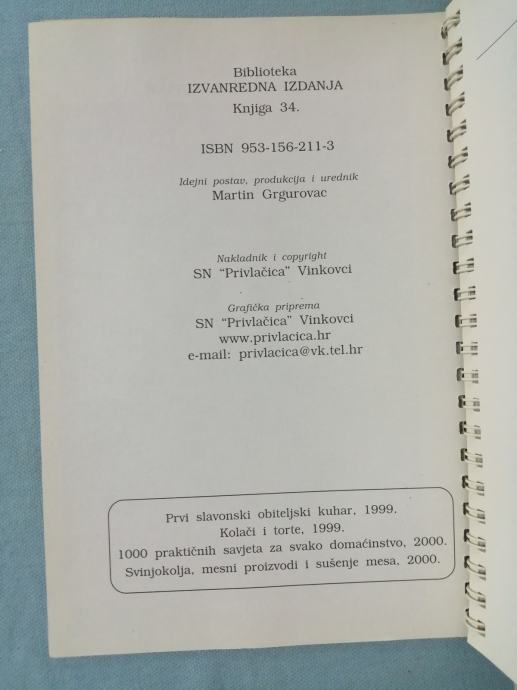 Biblioteka
IZVANREDNA IZDANJA
Knjiga 34.
ISBN 953-156-211-3
Idejni postav, produkcija i urednik
Martin Grgurovac
Nakladnik i copyright
SN "Privlačica" Vinkovci
Grafička priprema
SN "Privlačica" Vinkovci
www.privlacica.hr
e-mail: privlacica@vk.tel.hr
Prvi slavonski obiteljski kuhar, 1999.
Kolači i torte, 1999.
1000 praktičnih savjeta za svako domaćinstvo, 2000.
Svinjokolja, mesni proizvodi i sušenje mesa, 2000.